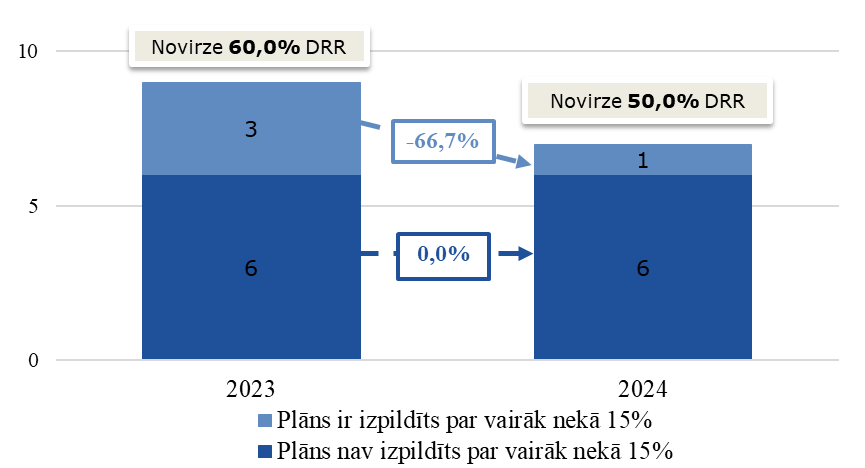 Novirze 60,0% DRR
Novirze 50,0% DRR
10
5
0
3
6
-66,7%
0,0%
1
6
2023
2024
Plāns ir izpildīts par vairāk nekā 15%
Plāns nav izpildīts par vairāk nekā 15%